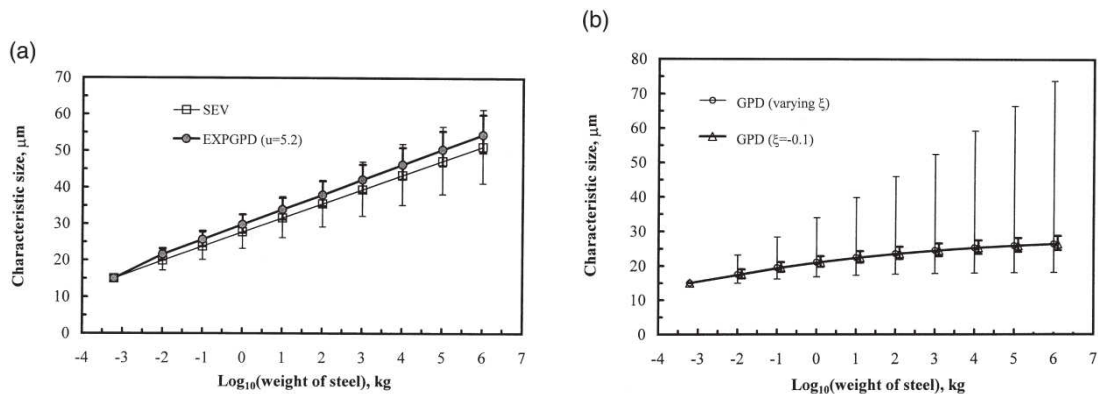 (a)
70
60
50
40
30
20
10
0
Characteristic size, μm
SEV
EXPGPD (u=5.2)
-4 -3 -2 -1 0 1 2 3 4 5 6 7
Log₁₀(weight of steel), kg
(b)
80
70
60
50
40
30
20
10
0
Characteristic size, μm
GPD (varying ξ)
GPD (ξ=-0.1)
-4 -3 -2 -1 0 1 2 3 4 5 6 7
Log₁₀(weight of steel), kg